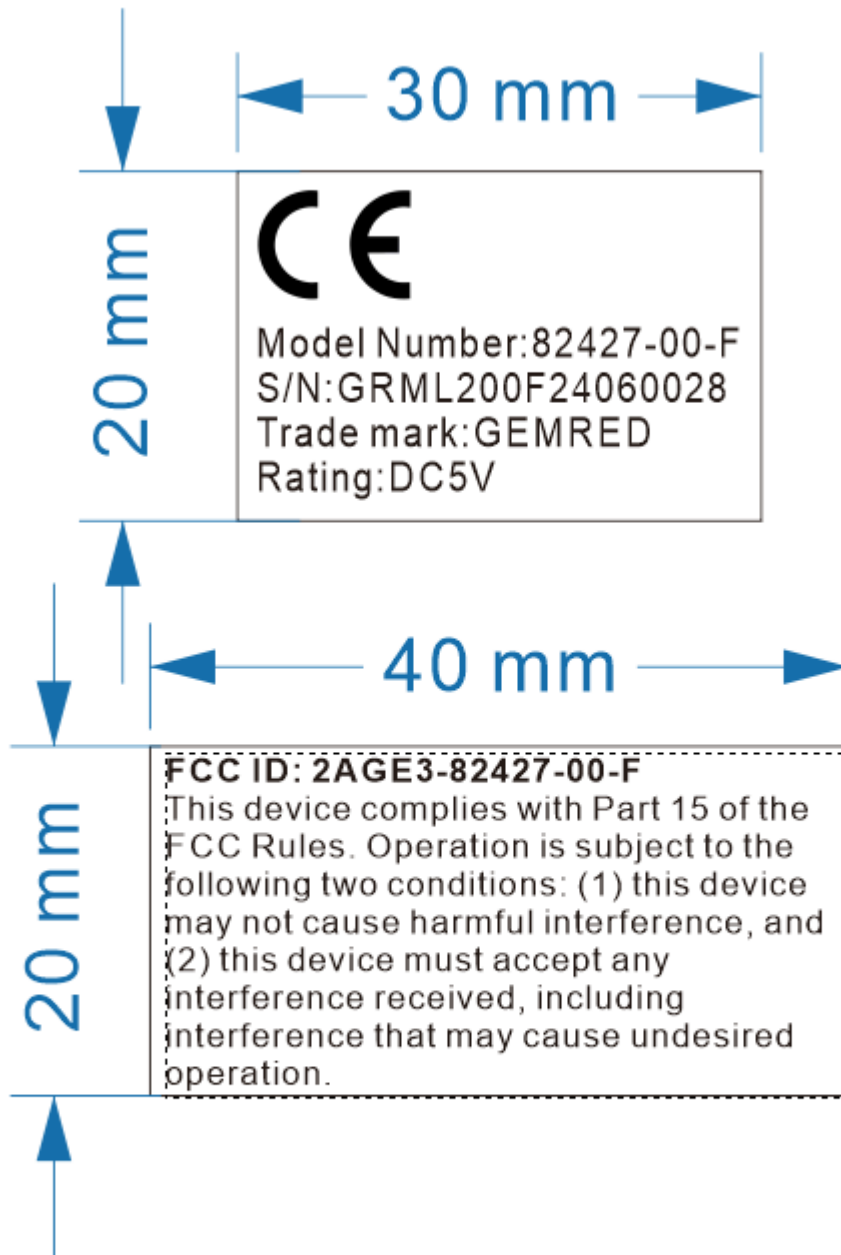 30 mm
20 mm
CE
Model Number:82427-00-F
S/N:GRML200F24060028
Trade mark:GEMRED
Rating:DC5V
40 mm
20 mm
FCC ID: 2AGE3-82427-00-F
This device complies with Part 15 of the
FCC Rules. Operation is subject to the
following two conditions: (1) this device
may not cause harmful interference, and
(2) this device must accept any
interference received, including
interference that may cause undesired
operation.